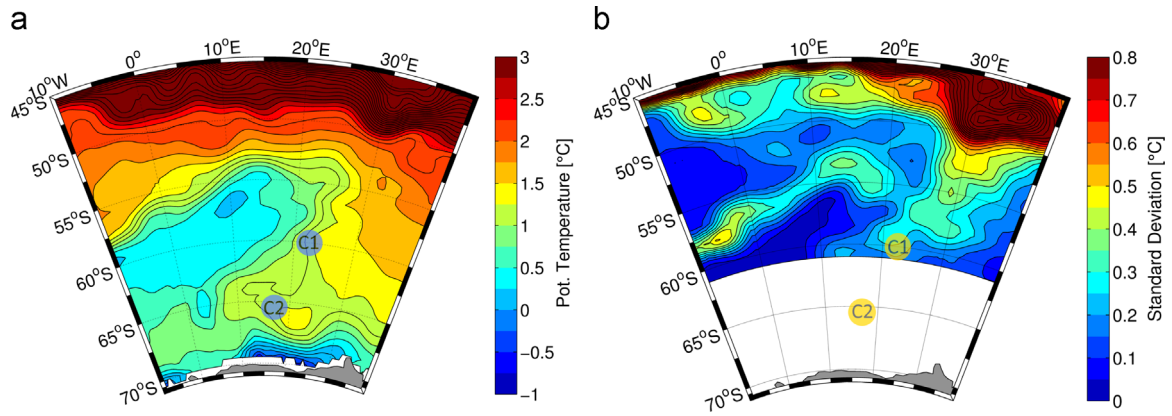 a
10°W
0°
10°E
20°E
30°E
45°S
50°S
55°S
60°S
65°S
70°S
C1
C2
3
2.5
2
1.5
1
0.5
0
−0.5
−1
Pot. Temperature [°C]
b
10°W
0°
10°E
20°E
30°E
45°S
50°S
55°S
60°S
65°S
70°S
C1
C2
0.8
0.7
0.6
0.5
0.4
0.3
0.2
0.1
0
Standard Deviation [°C]